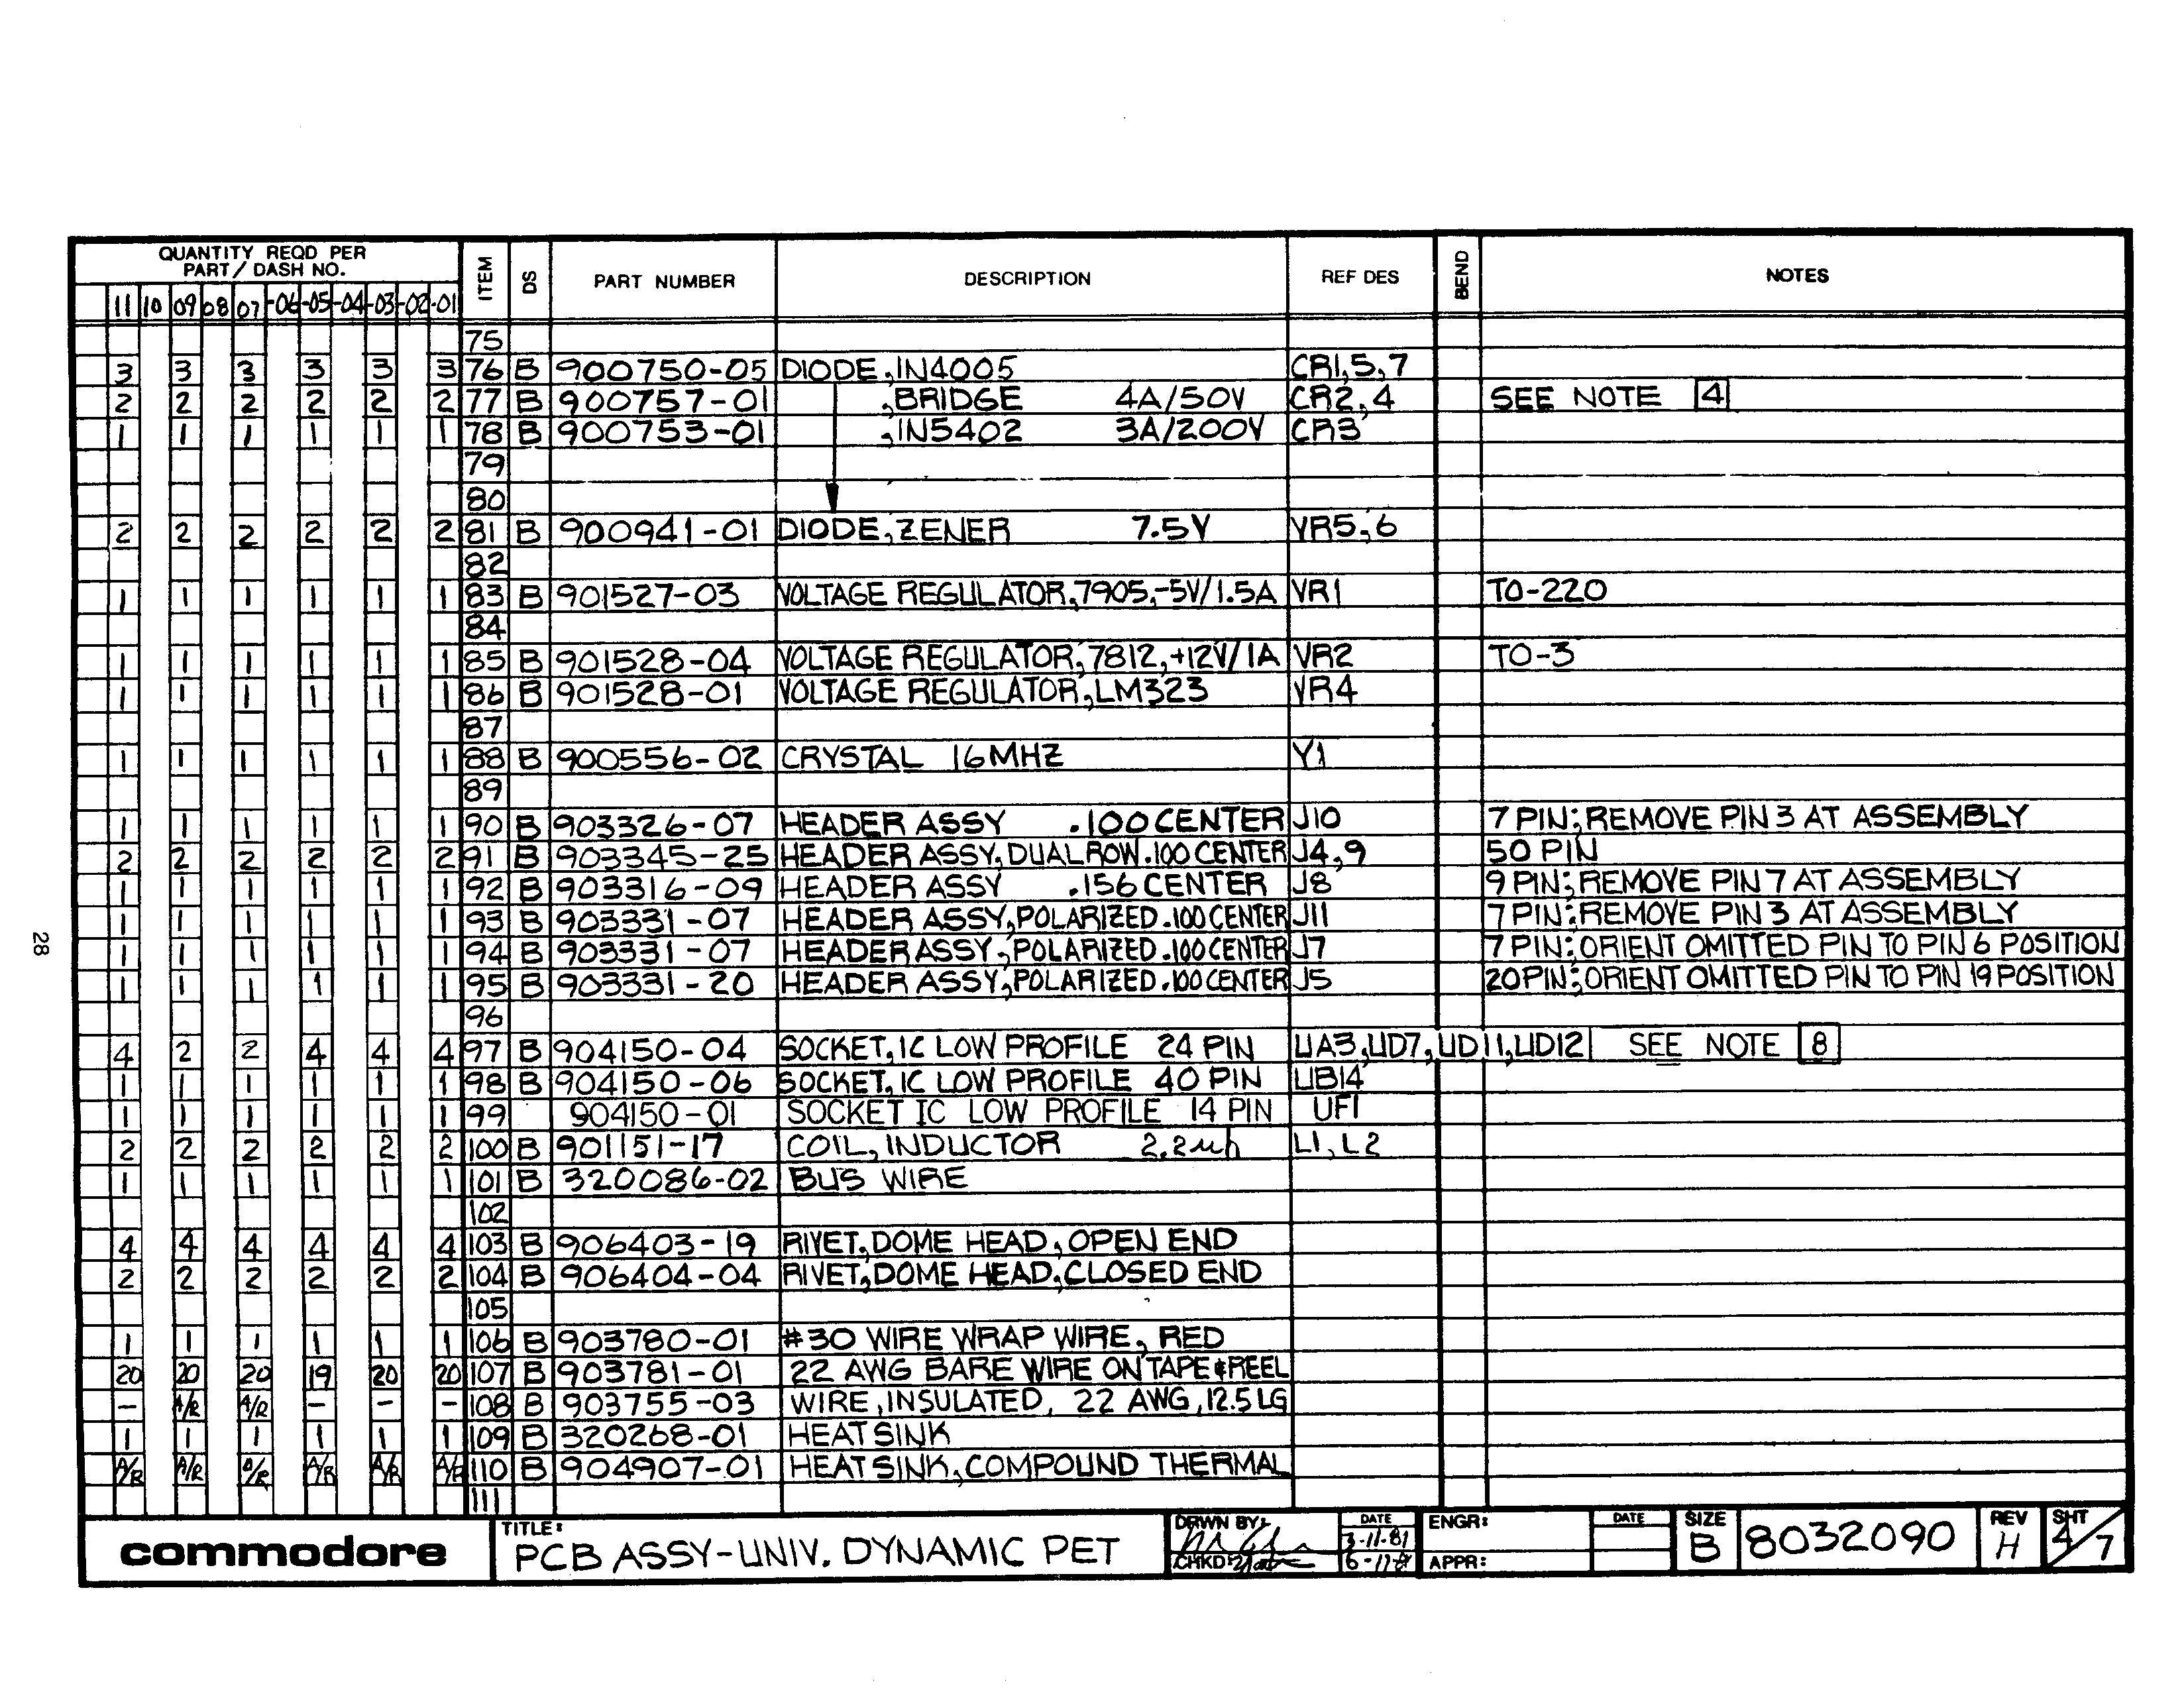 QUANTITY REQD PER
PART / DASH NO.
11 10 09 08 07 -06 -05 -04 -03 -02 -01 ITEM DS PART NUMBER DESCRIPTION REF DES BEND NOTES
75
3 3 3 3 3 3 76 B 900750-05 DIODE, IN4005 CR1,5,7
2 2 2 2 2 2 77 B 900757-01 ,BRIDGE 4A/50V CR2,4 SEE NOTE 4
1 1 1 1 1 1 78 B 900753-01 ,IN5402 3A/200V CR3
79
80
2 2 2 2 2 2 81 B 900941-01 DIODE, ZENER 7.5V VR5,6
82
1 1 1 1 1 1 83 B 901527-03 VOLTAGE REGULATOR,7905,-5V/1.5A VR1 TO-220
84
1 1 1 1 1 1 85 B 901528-04 VOLTAGE REGULATOR,7812,+12V/1A VR2 TO-3
1 1 1 1 1 1 86 B 901528-01 VOLTAGE REGULATOR,LM323 VR4
87
1 1 1 1 1 1 88 B 900556-02 CRYSTAL 16MHZ Y1
89
1 1 1 1 1 1 90 B 903326-07 HEADER ASSY .100 CENTER J10 7 PIN; REMOVE PIN 3 AT ASSEMBLY
2 2 2 2 2 2 91 B 903345-25 HEADER ASSY, DUAL ROW .100 CENTER J4,9 50 PIN
1 1 1 1 1 1 92 B 903316-09 HEADER ASSY .156 CENTER J8 9 PIN; REMOVE PIN 7 AT ASSEMBLY
1 1 1 1 1 1 93 B 903331-07 HEADER ASSY, POLARIZED .100 CENTER J11 7 PIN; REMOVE PIN 3 AT ASSEMBLY
1 1 1 1 1 1 94 B 903331-07 HEADER ASSY, POLARIZED .100 CENTER J7 7 PIN; ORIENT OMITTED PIN TO PIN 6 POSITION
1 1 1 1 1 1 95 B 903331-20 HEADER ASSY, POLARIZED .100 CENTER J5 20 PIN; ORIENT OMITTED PIN TO PIN 19 POSITION
96
4 2 2 4 4 4 97 B 904150-04 SOCKET, IC LOW PROFILE 24 PIN UA3,UD7,UD11,UD12 SEE NOTE 8
1 1 1 1 1 1 98 B 904150-06 SOCKET, IC LOW PROFILE 40 PIN UB14
1 1 1 1 1 1 99 904150-01 SOCKET IC LOW PROFILE 14 PIN UF1
2 2 2 2 2 2 100 B 901151-17 COIL, INDUCTOR 2.2uh L1, L2
1 1 1 1 1 1 101 B 320086-02 BUS WIRE
102
4 4 4 4 4 4 103 B 906403-19 RIVET, DOME HEAD, OPEN END
2 2 2 2 2 2 104 B 906404-04 RIVET, DOME HEAD, CLOSED END
105
1 1 1 1 1 1 106 B 903780-01 #30 WIRE WRAP WIRE, RED
20 20 20 19 20 20 107 B 903781-01 22 AWG BARE WIRE ON TAPE & REEL
- A/R A/R - - - 108 B 903755-03 WIRE, INSULATED, 22 AWG, 12.5 LG
1 1 1 1 1 1 109 B 320268-01 HEAT SINK
A/R A/R A/R A/R A/R A/R 110 B 904907-01 HEAT SINK, COMPOUND THERMAL
111
28
commodore
TITLE:
PCB ASSY-UNIV. DYNAMIC PET
DRWN BY: DATE 3-11-81
CHKD 6-11-
ENGR: DATE
APPR:
SIZE B
8032090
REV H
SHT 4/7